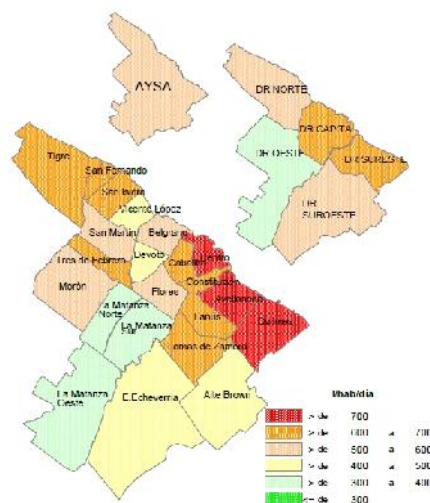 AYSA
DR NORTE
DR CAPITA
DR OESTE
DR SURESTE
DR
SUROESTE
Tigre
San Fernando
San Isidro
Vicente López
San Martín
Belgrano
Devoto
Centro
Tres de Febrero
Caballito
Constitución
Morón
Flores
Avellaneda
La Matanza
Norte
La Matanza
Sur
Lanús
Quilmes
Lomas de Zamora
La Matanza
Oeste
E.Echeverría
Alte Brown
l/hab/día
> de 700
> de 600 a 700
> de 500 a 600
> de 400 a 500
> de 300 a 400
<= de 300